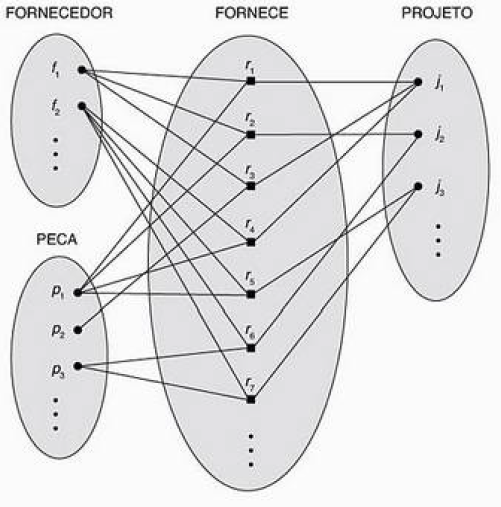 FORNECEDOR
FORNECE
PROJETO
f₁
f₂
PECA
p₁
p₂
p₃
r₁
r₂
r₃
r₄
r₅
r₆
r₇
j₁
j₂
j₃